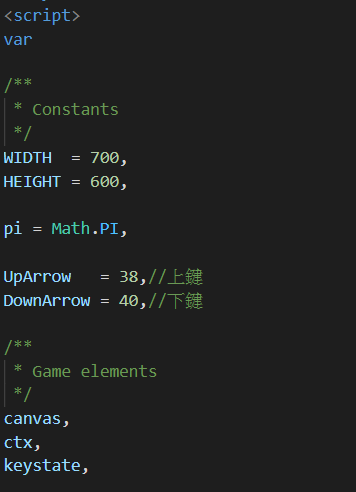 <script>
var
/**
* Constants
*/
WIDTH  = 700,
HEIGHT = 600,
pi = Math.PI,
UpArrow   = 38,//上鍵
DownArrow = 40,//下鍵
/**
* Game elements
*/
canvas,
ctx,
keystate,